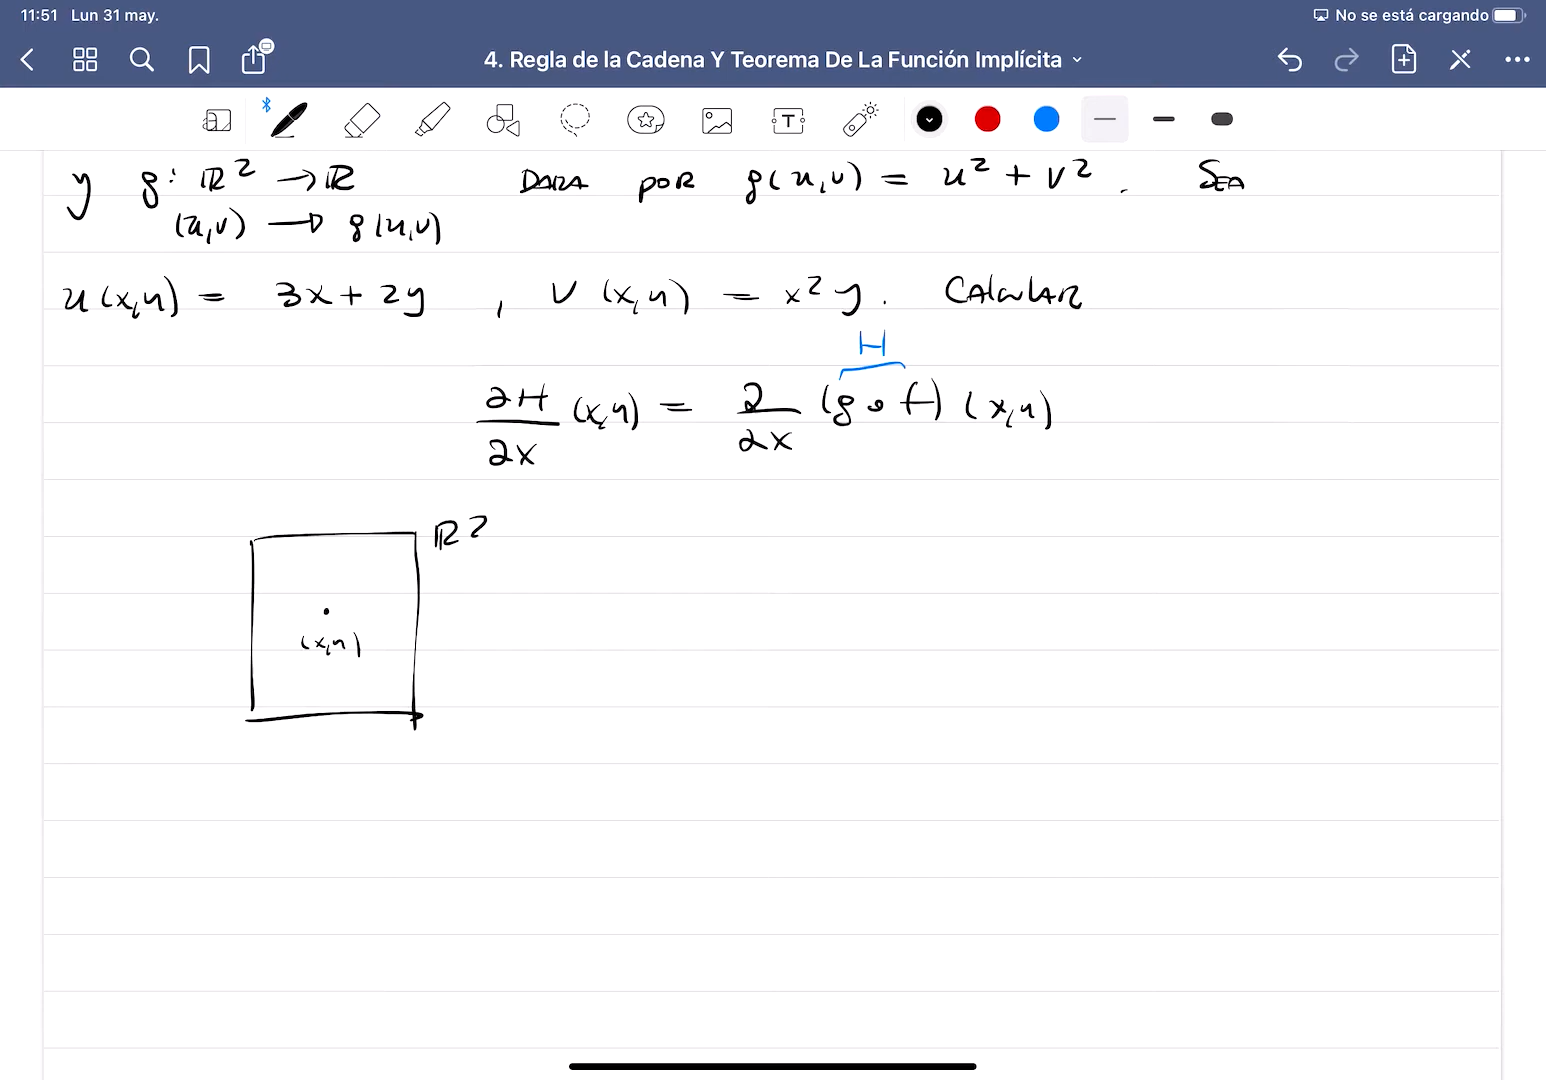 11:51 Lun 31 may. No se está cargando
4. Regla de la Cadena Y Teorema De La Función Implícita
y g: ℝ² → ℝ DADA POR g(u,v) = u² + v². SEA
(u,v) → g(u,v)
u(x,y) = 3x + 2y , v(x,y) = x²y. CALCULAR
H
∂H/∂x (x,y) = ∂/∂x (g∘f)(x,y)
ℝ²
(x,y)